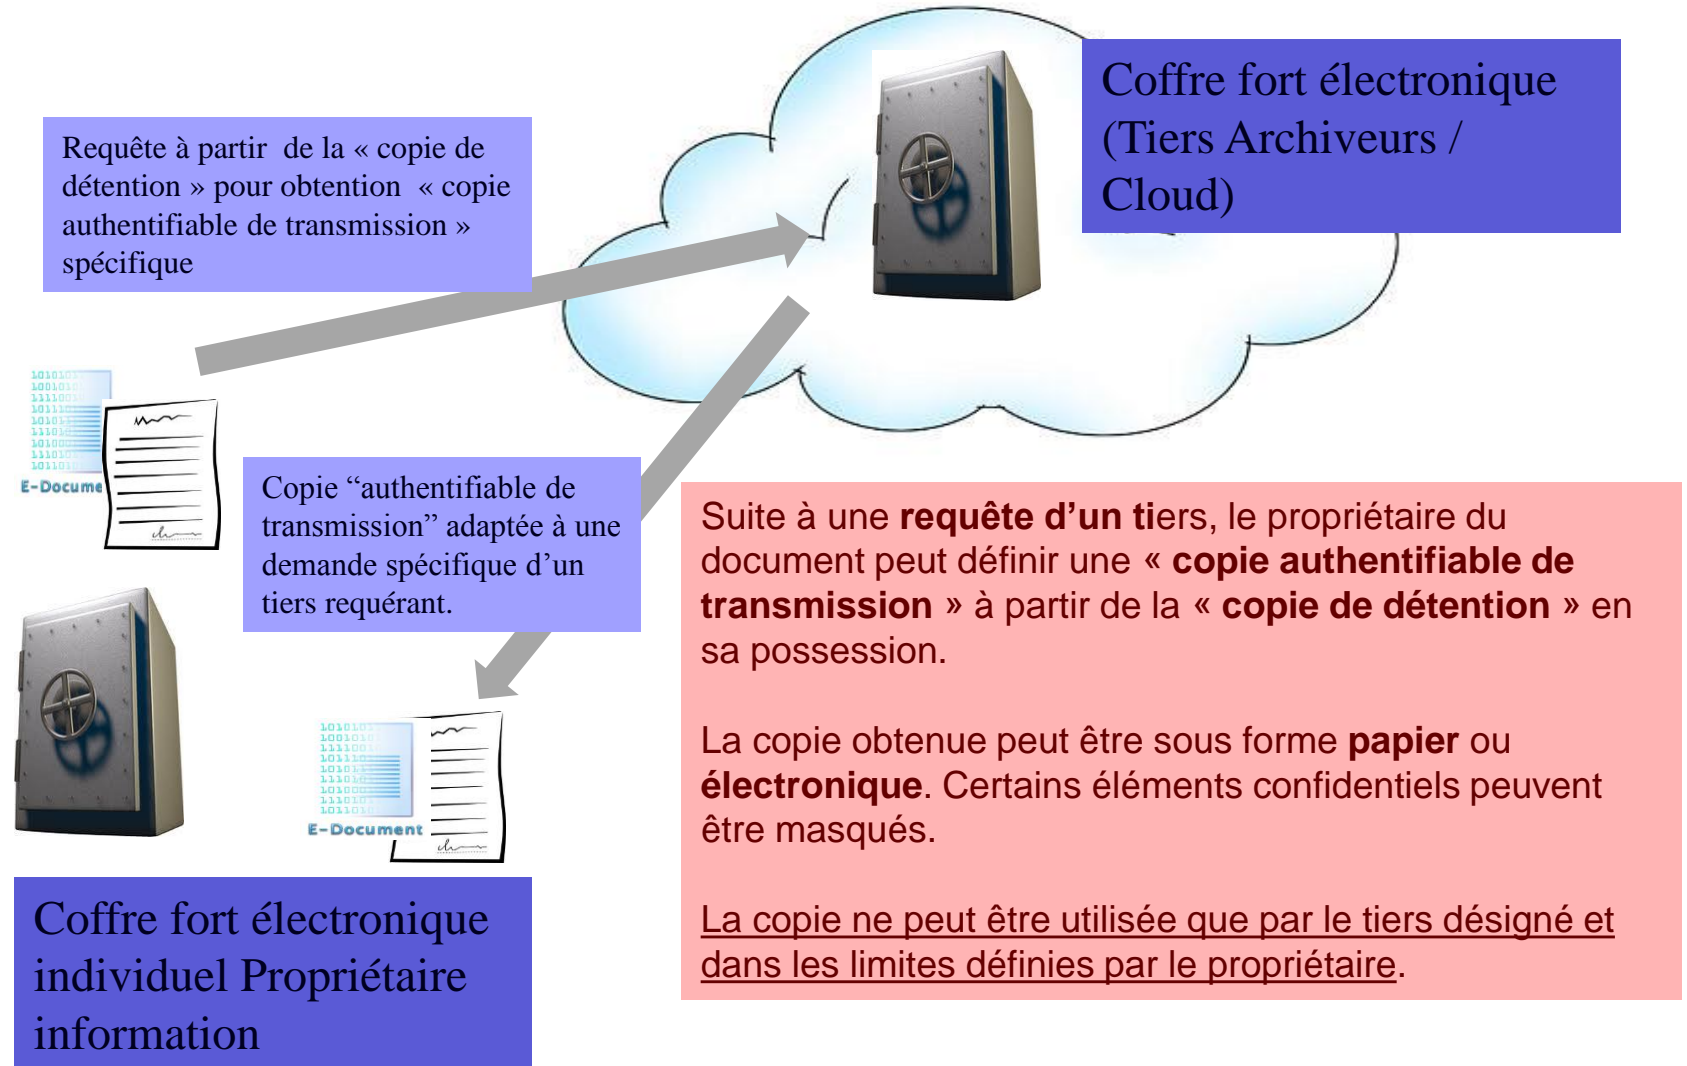 Coffre fort électronique
(Tiers Archiveurs /
Cloud)
Requête à partir de la « copie de
détention » pour obtention « copie
authentifiable de transmission »
spécifique
E-Docume
Copie “authentifiable de
transmission” adaptée à une
demande spécifique d’un
tiers requérant.
Suite à une requête d’un tiers, le propriétaire du
document peut définir une « copie authentifiable de
transmission » à partir de la « copie de détention » en
sa possession.
La copie obtenue peut être sous forme papier ou
électronique. Certains éléments confidentiels peuvent
être masqués.
La copie ne peut être utilisée que par le tiers désigné et
dans les limites définies par le propriétaire.
E-Document
Coffre fort électronique
individuel Propriétaire
information